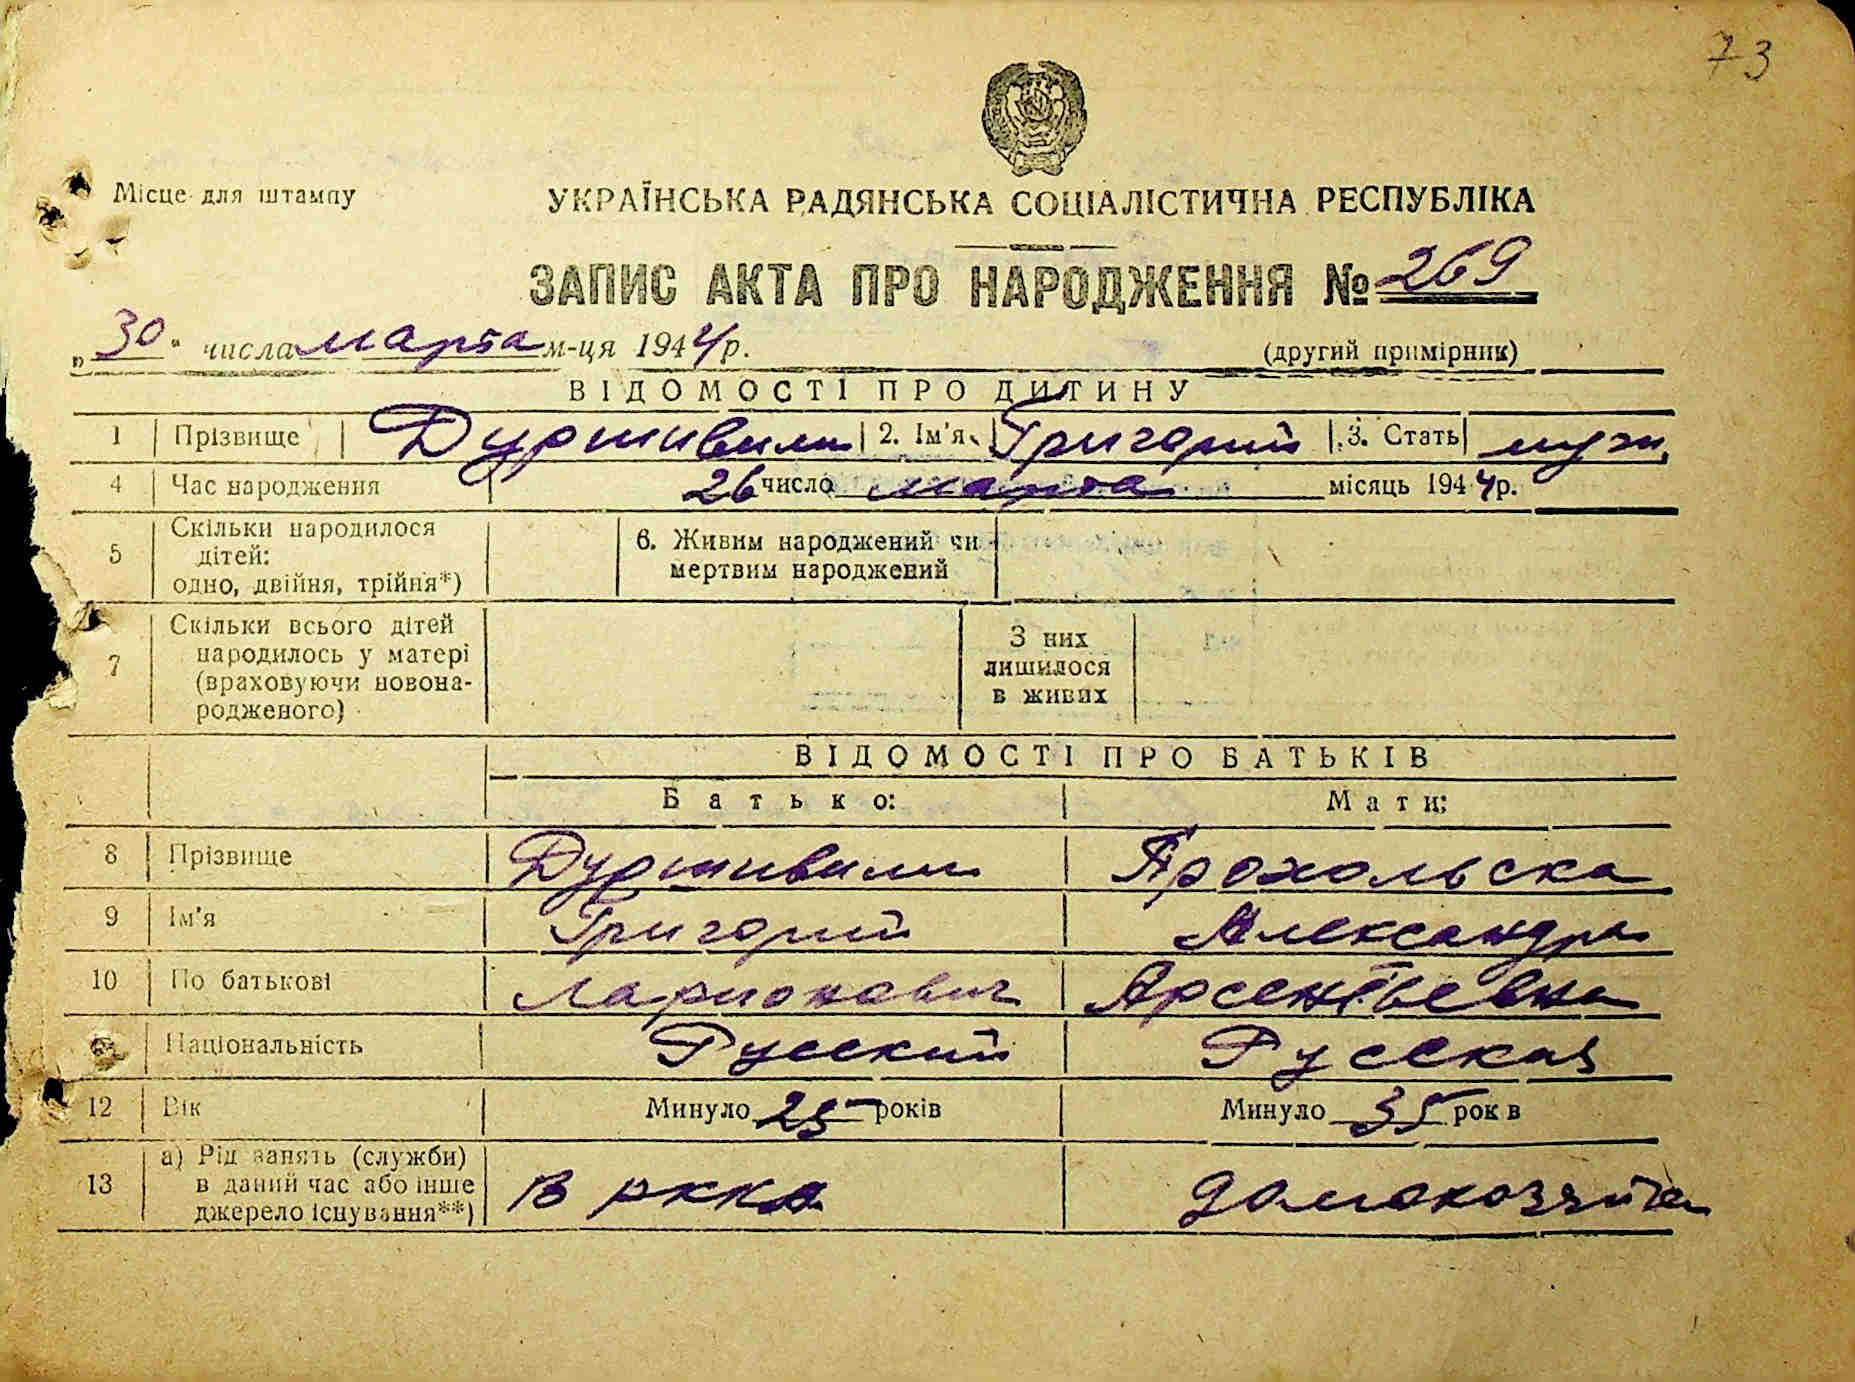 73
Місце для штампу
УКРАЇНСЬКА РАДЯНСЬКА СОЦІАЛІСТИЧНА РЕСПУБЛІКА
ЗАПИС АКТА ПРО НАРОДЖЕННЯ № 269
„30" числа марта м-ця 1944 р.
(другий примірник)
ВІДОМОСТІ ПРО ДИТИНУ
1 Прізвище Дуршивили 2. Ім'я Григорий 3. Стать муж.
4 Час народження 26 число марта місяць 1944 р.
5 Скільки народилося дітей: одно, двійня, трійня*) 6. Живим народжений чи мертвим народжений
7 Скільки всього дітей народилось у матері (враховуючи новонародженого) З них лишилося в живих
ВІДОМОСТІ ПРО БАТЬКІВ
Батько: Мати:
8 Прізвище Дуршивили Прохольска
9 Ім'я Григорий Александра
10 По батькові Ларионович Арсентьевна
Національність Русский Русская
12 Вік Минуло 25 років Минуло 35 років
13 а) Рід занять (служби) в даний час або інше джерело існування**) в ркка домохозяйка